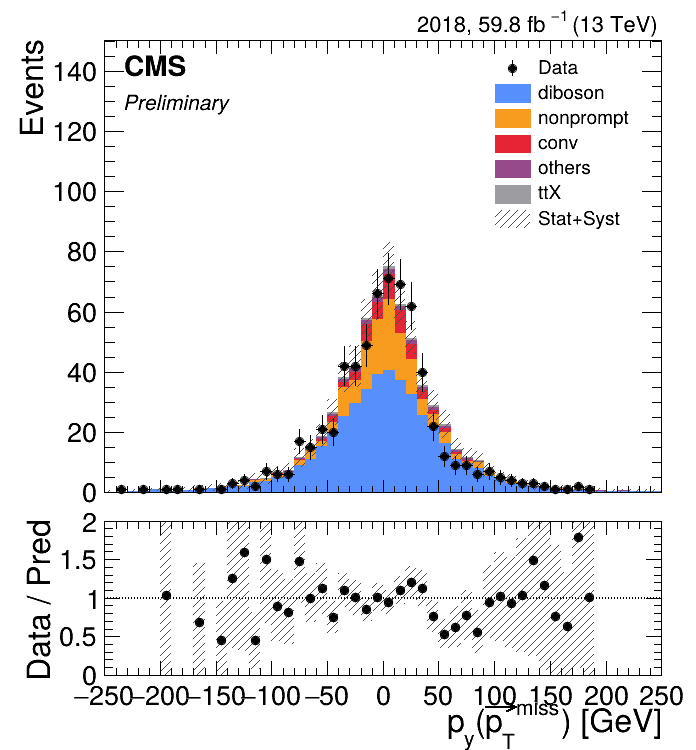 2018, 59.8 fb⁻¹ (13 TeV)
CMS
Preliminary
Events
140
120
100
80
60
40
20
0
Data
diboson
nonprompt
conv
others
ttX
Stat+Syst
Data / Pred
2
1.5
1
0.5
0
−250 −200 −150 −100 −50 0 50 100 150 200 250
p_y(p⃗_T^miss) [GeV]